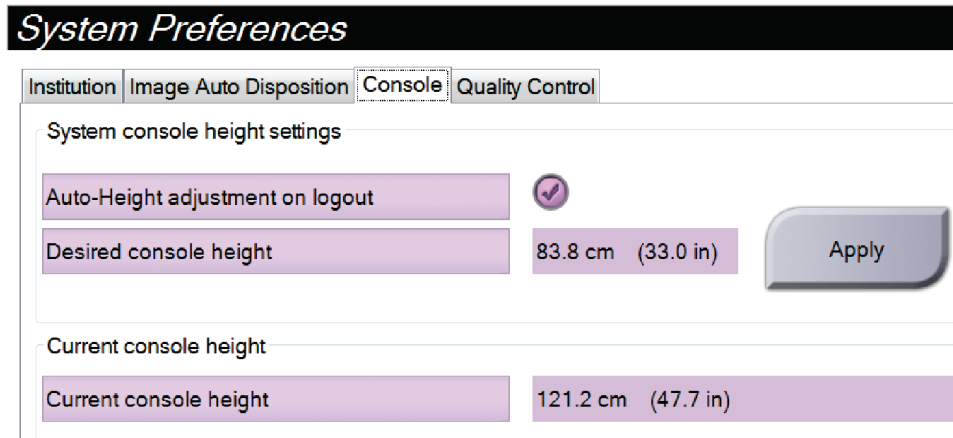 System Preferences
Institution Image Auto Disposition Console Quality Control
System console height settings
Auto-Height adjustment on logout
Desired console height 83.8 cm (33.0 in) Apply
Current console height
Current console height 121.2 cm (47.7 in)